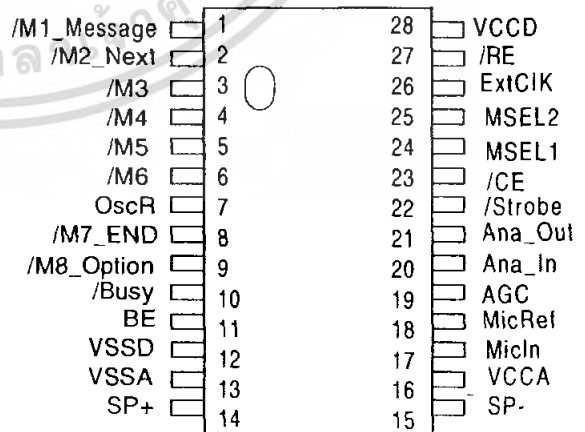 /M1_Message 1 28 VCCD
/M2_Next 2 27 /RE
/M3 3 26 ExtClK
/M4 4 25 MSEL2
/M5 5 24 MSEL1
/M6 6 23 /CE
OscR 7 22 /Strobe
/M7_END 8 21 Ana_Out
/M8_Option 9 20 Ana_In
/Busy 10 19 AGC
BE 11 18 MicRef
VSSD 12 17 MicIn
VSSA 13 16 VCCA
SP+ 14 15 SP-